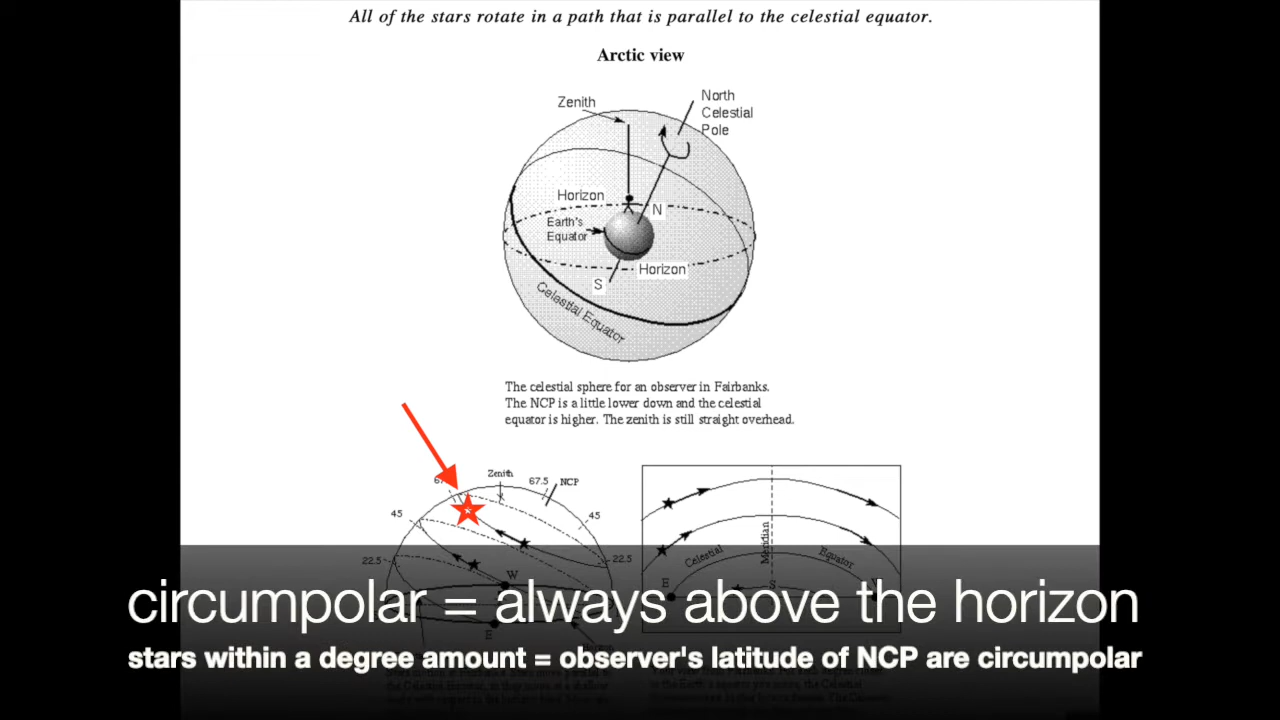 All of the stars rotate in a path that is parallel to the celestial equator.
Arctic view
Zenith
North
Celestial
Pole
Horizon
N
Earth's
Equator
Horizon
S
Celestial Equator
The celestial sphere for an observer in Fairbanks.
The NCP is a little lower down and the celestial
equator is higher. The zenith is still straight overhead.
Zenith
67.5
NCP
45
45
22.5
22.5
W
E
Meridian
Celestial
Equator
E
S
circumpolar = always above the horizon
stars within a degree amount = observer's latitude of NCP are circumpolar